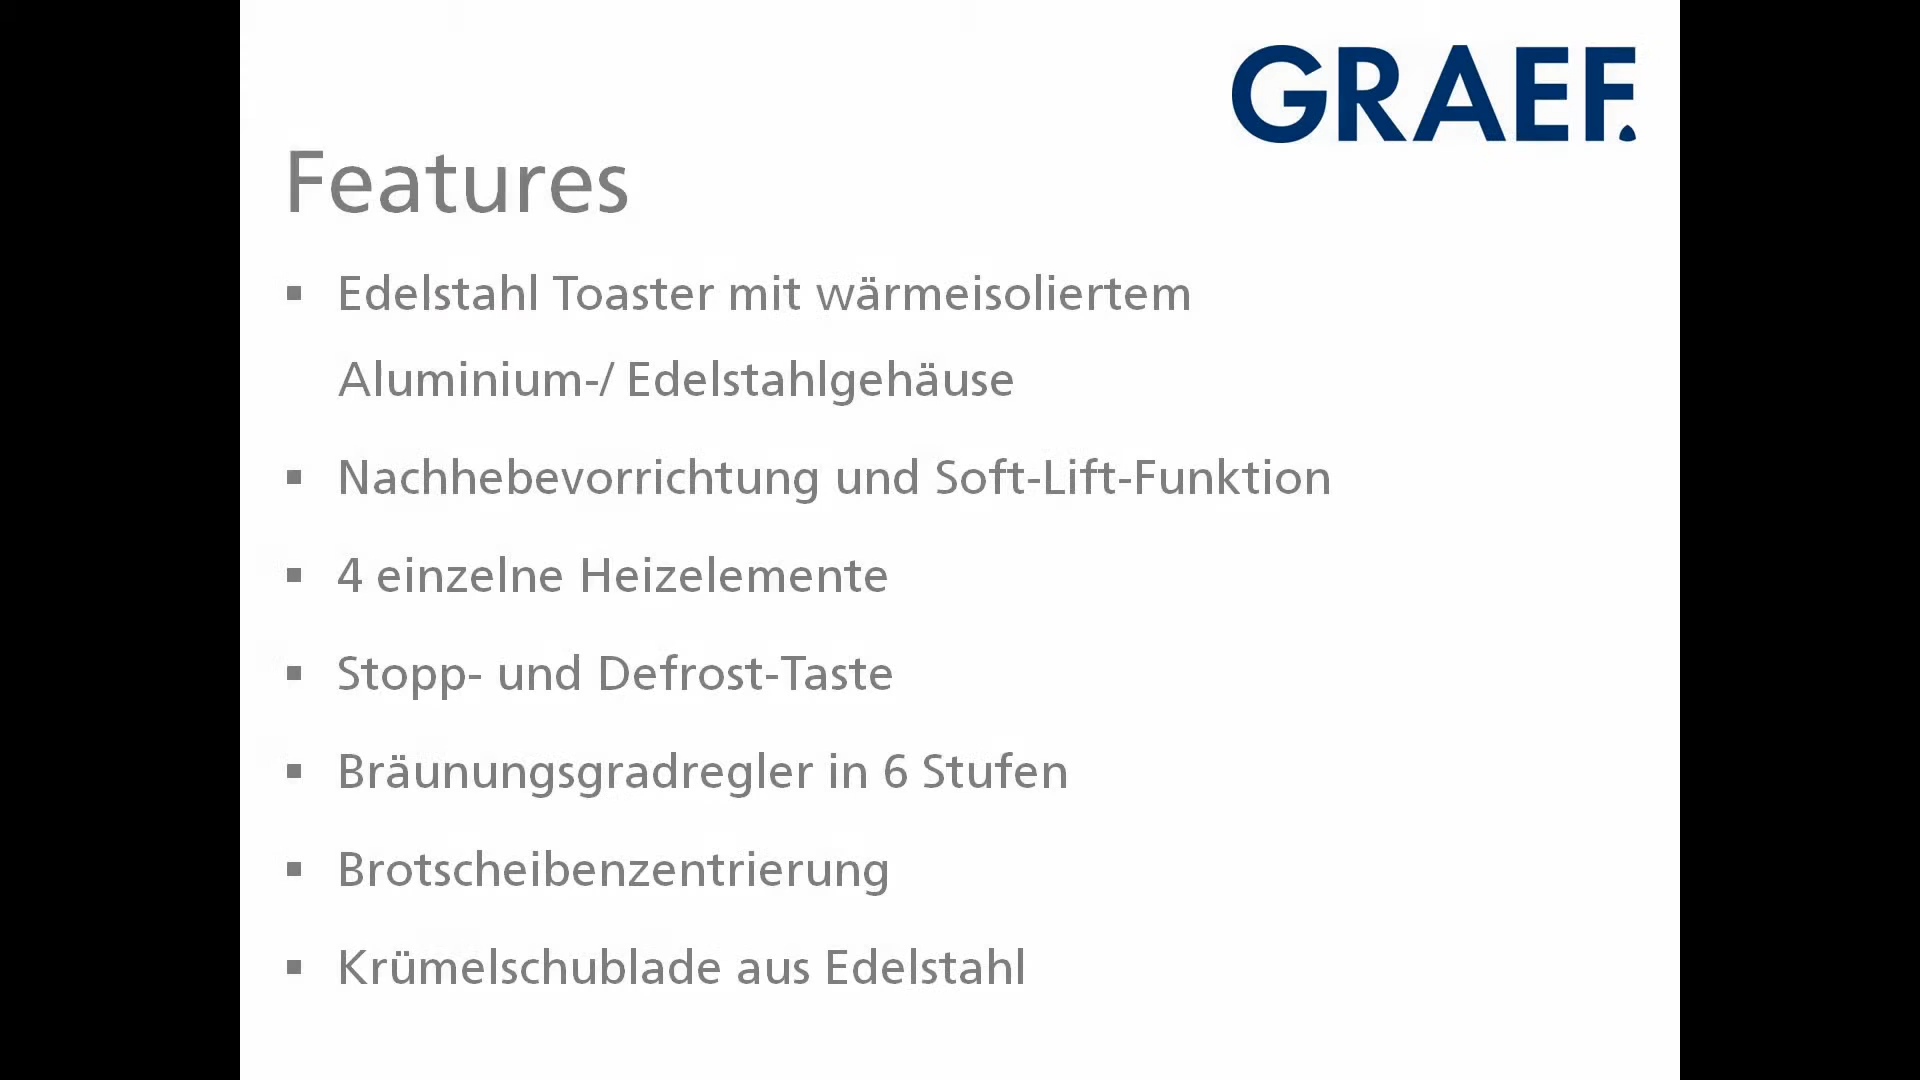 GRAEF.
Features
▪ Edelstahl Toaster mit wärmeisoliertem
Aluminium-/ Edelstahlgehäuse
▪ Nachhebevorrichtung und Soft-Lift-Funktion
▪ 4 einzelne Heizelemente
▪ Stopp- und Defrost-Taste
▪ Bräunungsgradregler in 6 Stufen
▪ Brotscheibenzentrierung
▪ Krümelschublade aus Edelstahl